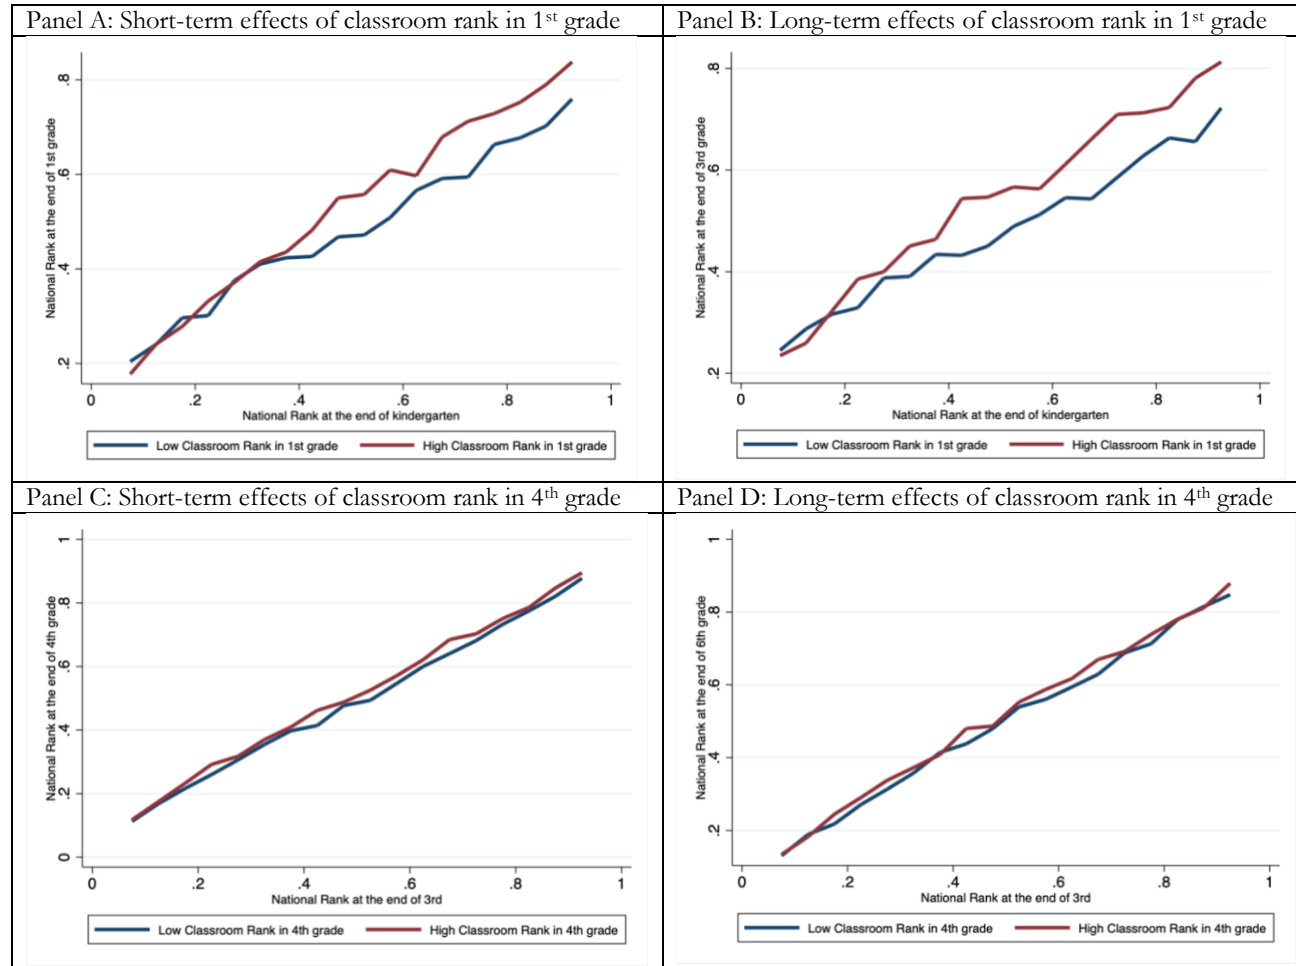 Panel A: Short-term effects of classroom rank in 1st grade
Panel B: Long-term effects of classroom rank in 1st grade
National Rank at the end of 1st grade
.8
.6
.4
.2
0 .2 .4 .6 .8 1
National Rank at the end of kindergarten
Low Classroom Rank in 1st grade High Classroom Rank in 1st grade
National Rank at the end of 3rd grade
.8
.6
.4
.2
0 .2 .4 .6 .8 1
National Rank at the end of kindergarten
Low Classroom Rank in 1st grade High Classroom Rank in 1st grade
Panel C: Short-term effects of classroom rank in 4th grade
Panel D: Long-term effects of classroom rank in 4th grade
National Rank at the end of 4th grade
1
.8
.6
.4
.2
0
0 .2 .4 .6 .8 1
National Rank at the end of 3rd
Low Classroom Rank in 4th grade High Classroom Rank in 4th grade
National Rank at the end of 6th grade
1
.8
.6
.4
.2
0 .2 .4 .6 .8 1
National Rank at the end of 3rd
Low Classroom Rank in 4th grade High Classroom Rank in 4th grade